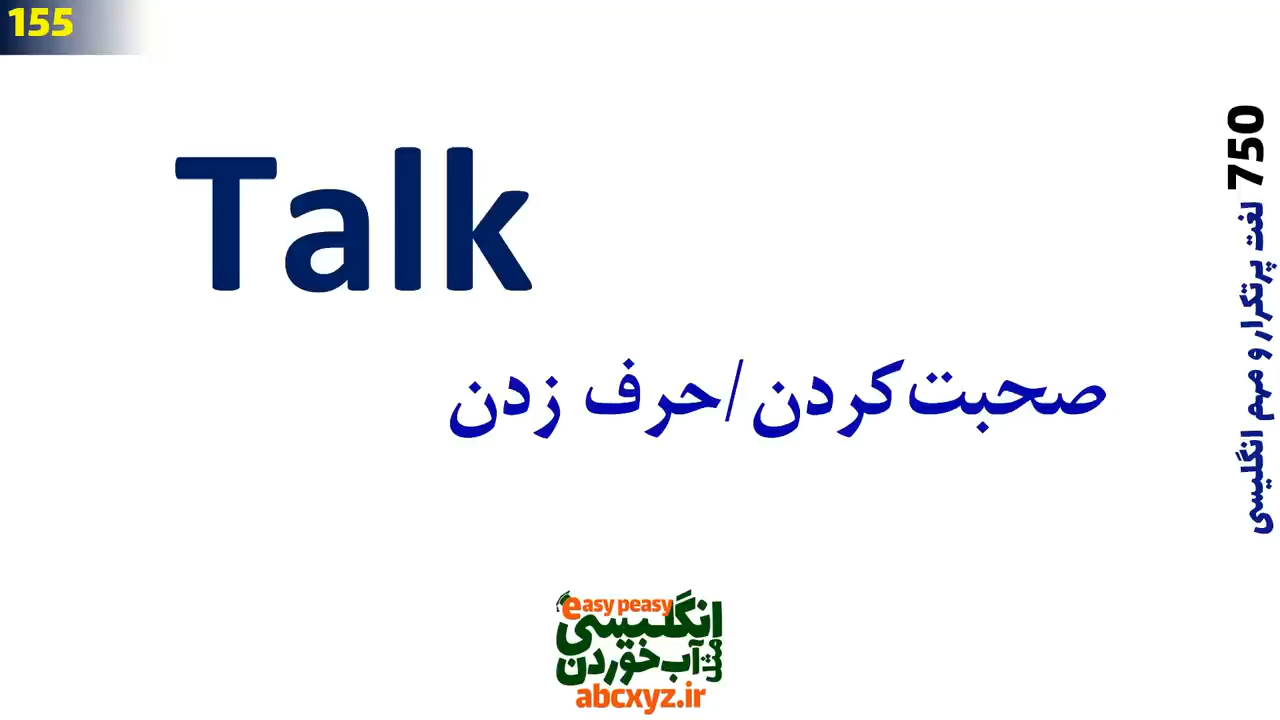 155
Talk
صحبت کردن/حرف زدن
750 لغت پرتکرار و مهم انگلیسی
easy peasy
انگلیسی
مثل آب خوردن
abcxyz.ir